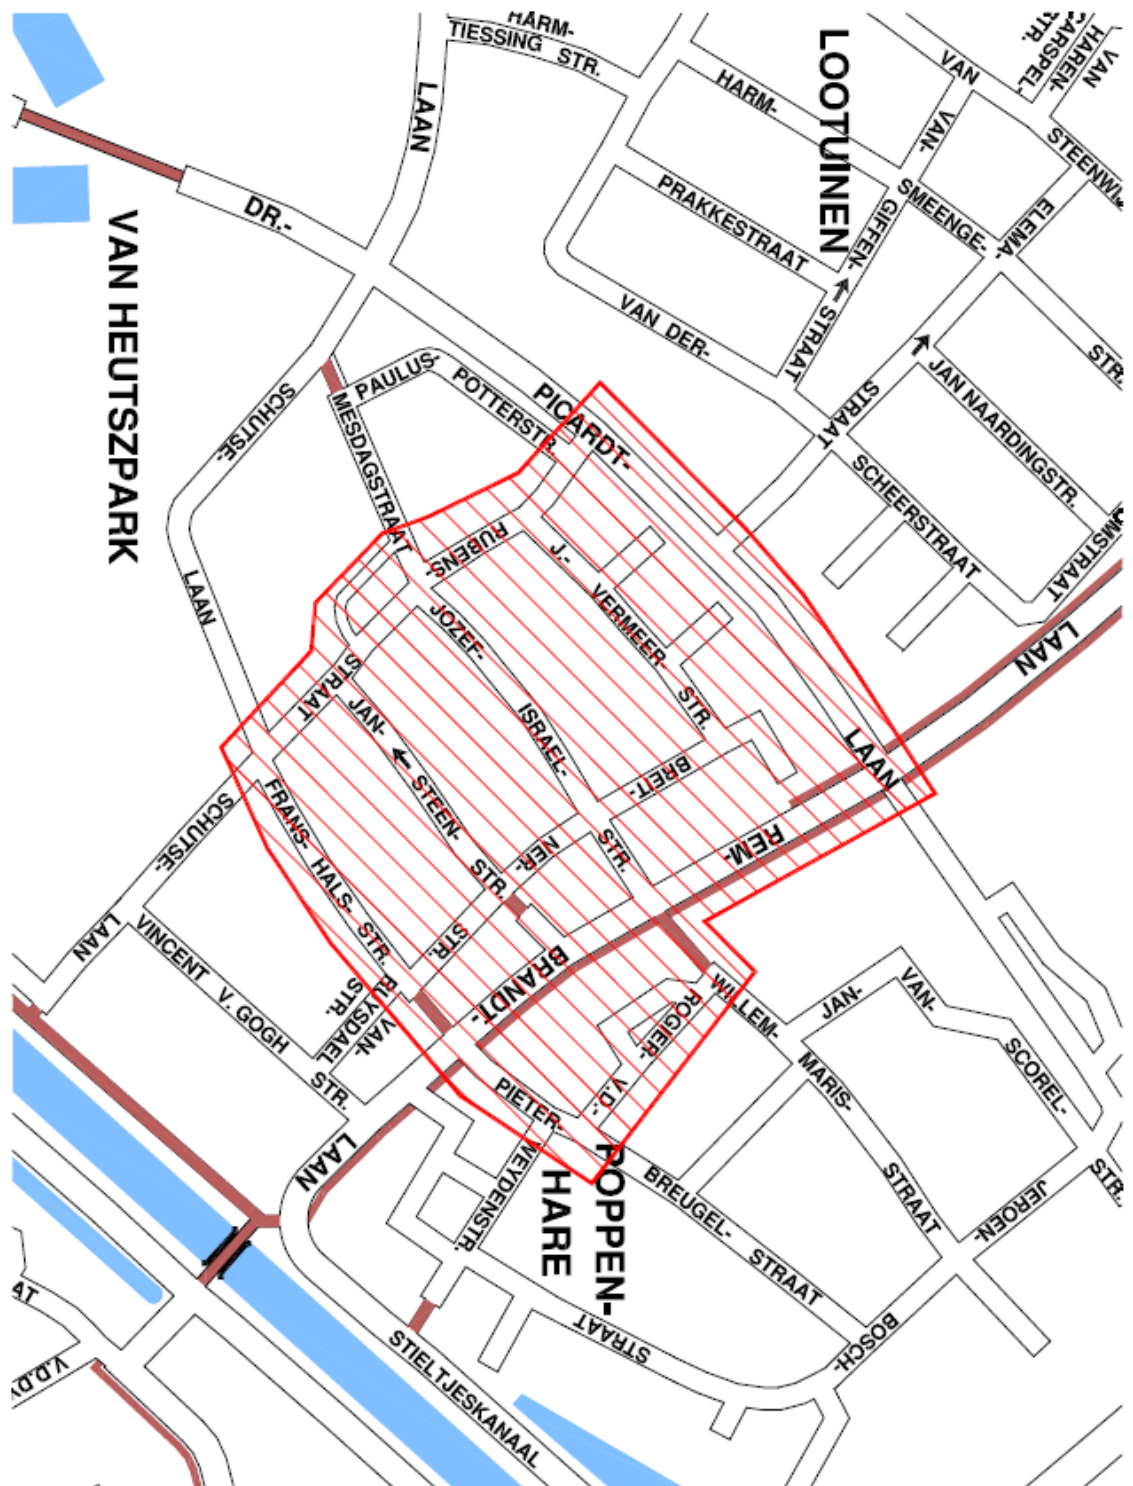 HARM-
TIESSING STR.
LAAN
HARM-
LOOTUINEN
VAN
CARSPEL-
STR.
VAN
HAREN-
STEENWI
VAN-
GIFFEN-
STRAAT
SMEENGE-
ELEMA-
STRAAT
PRAKKESTRAAT
VAN DER-
DR.-
PICARDT-
LAAN
VAN HEUTSZPARK
SCHUTSE-
LAAN
PAULUS-
POTTERSTR.
MESDAGSTRAAT
RUBENS-
STRAAT
J.-
VERMEER-
STR.
JOZEF-
ISRAEL-
STR.
JAN-
STEEN-
STR.
BREIT-
NER-
STR.
STR.
JAN NAARDINGSTR.
SCHEERSTRAAT
OMSTRAAT
LAAN
REM-
BRANDT-
LAAN
FRANS-
HALS-
STR.
SCHUTSE-
LAAN
VINCENT
V. GOGH
STR.
VAN-
RUYSDAEL
STR.
WILLEM-
MARIS-
STRAAT
JAN-
VAN-
SCOREL-
STR.
ROGIER-
V.D.-
WEYDENSTR.
PIETER-
BREUGEL-
STRAAT
POPPEN-
HARE
JEROEN-
BOSCH-
STRAAT
STIELTJESKANAAL
AT
V.D.DY